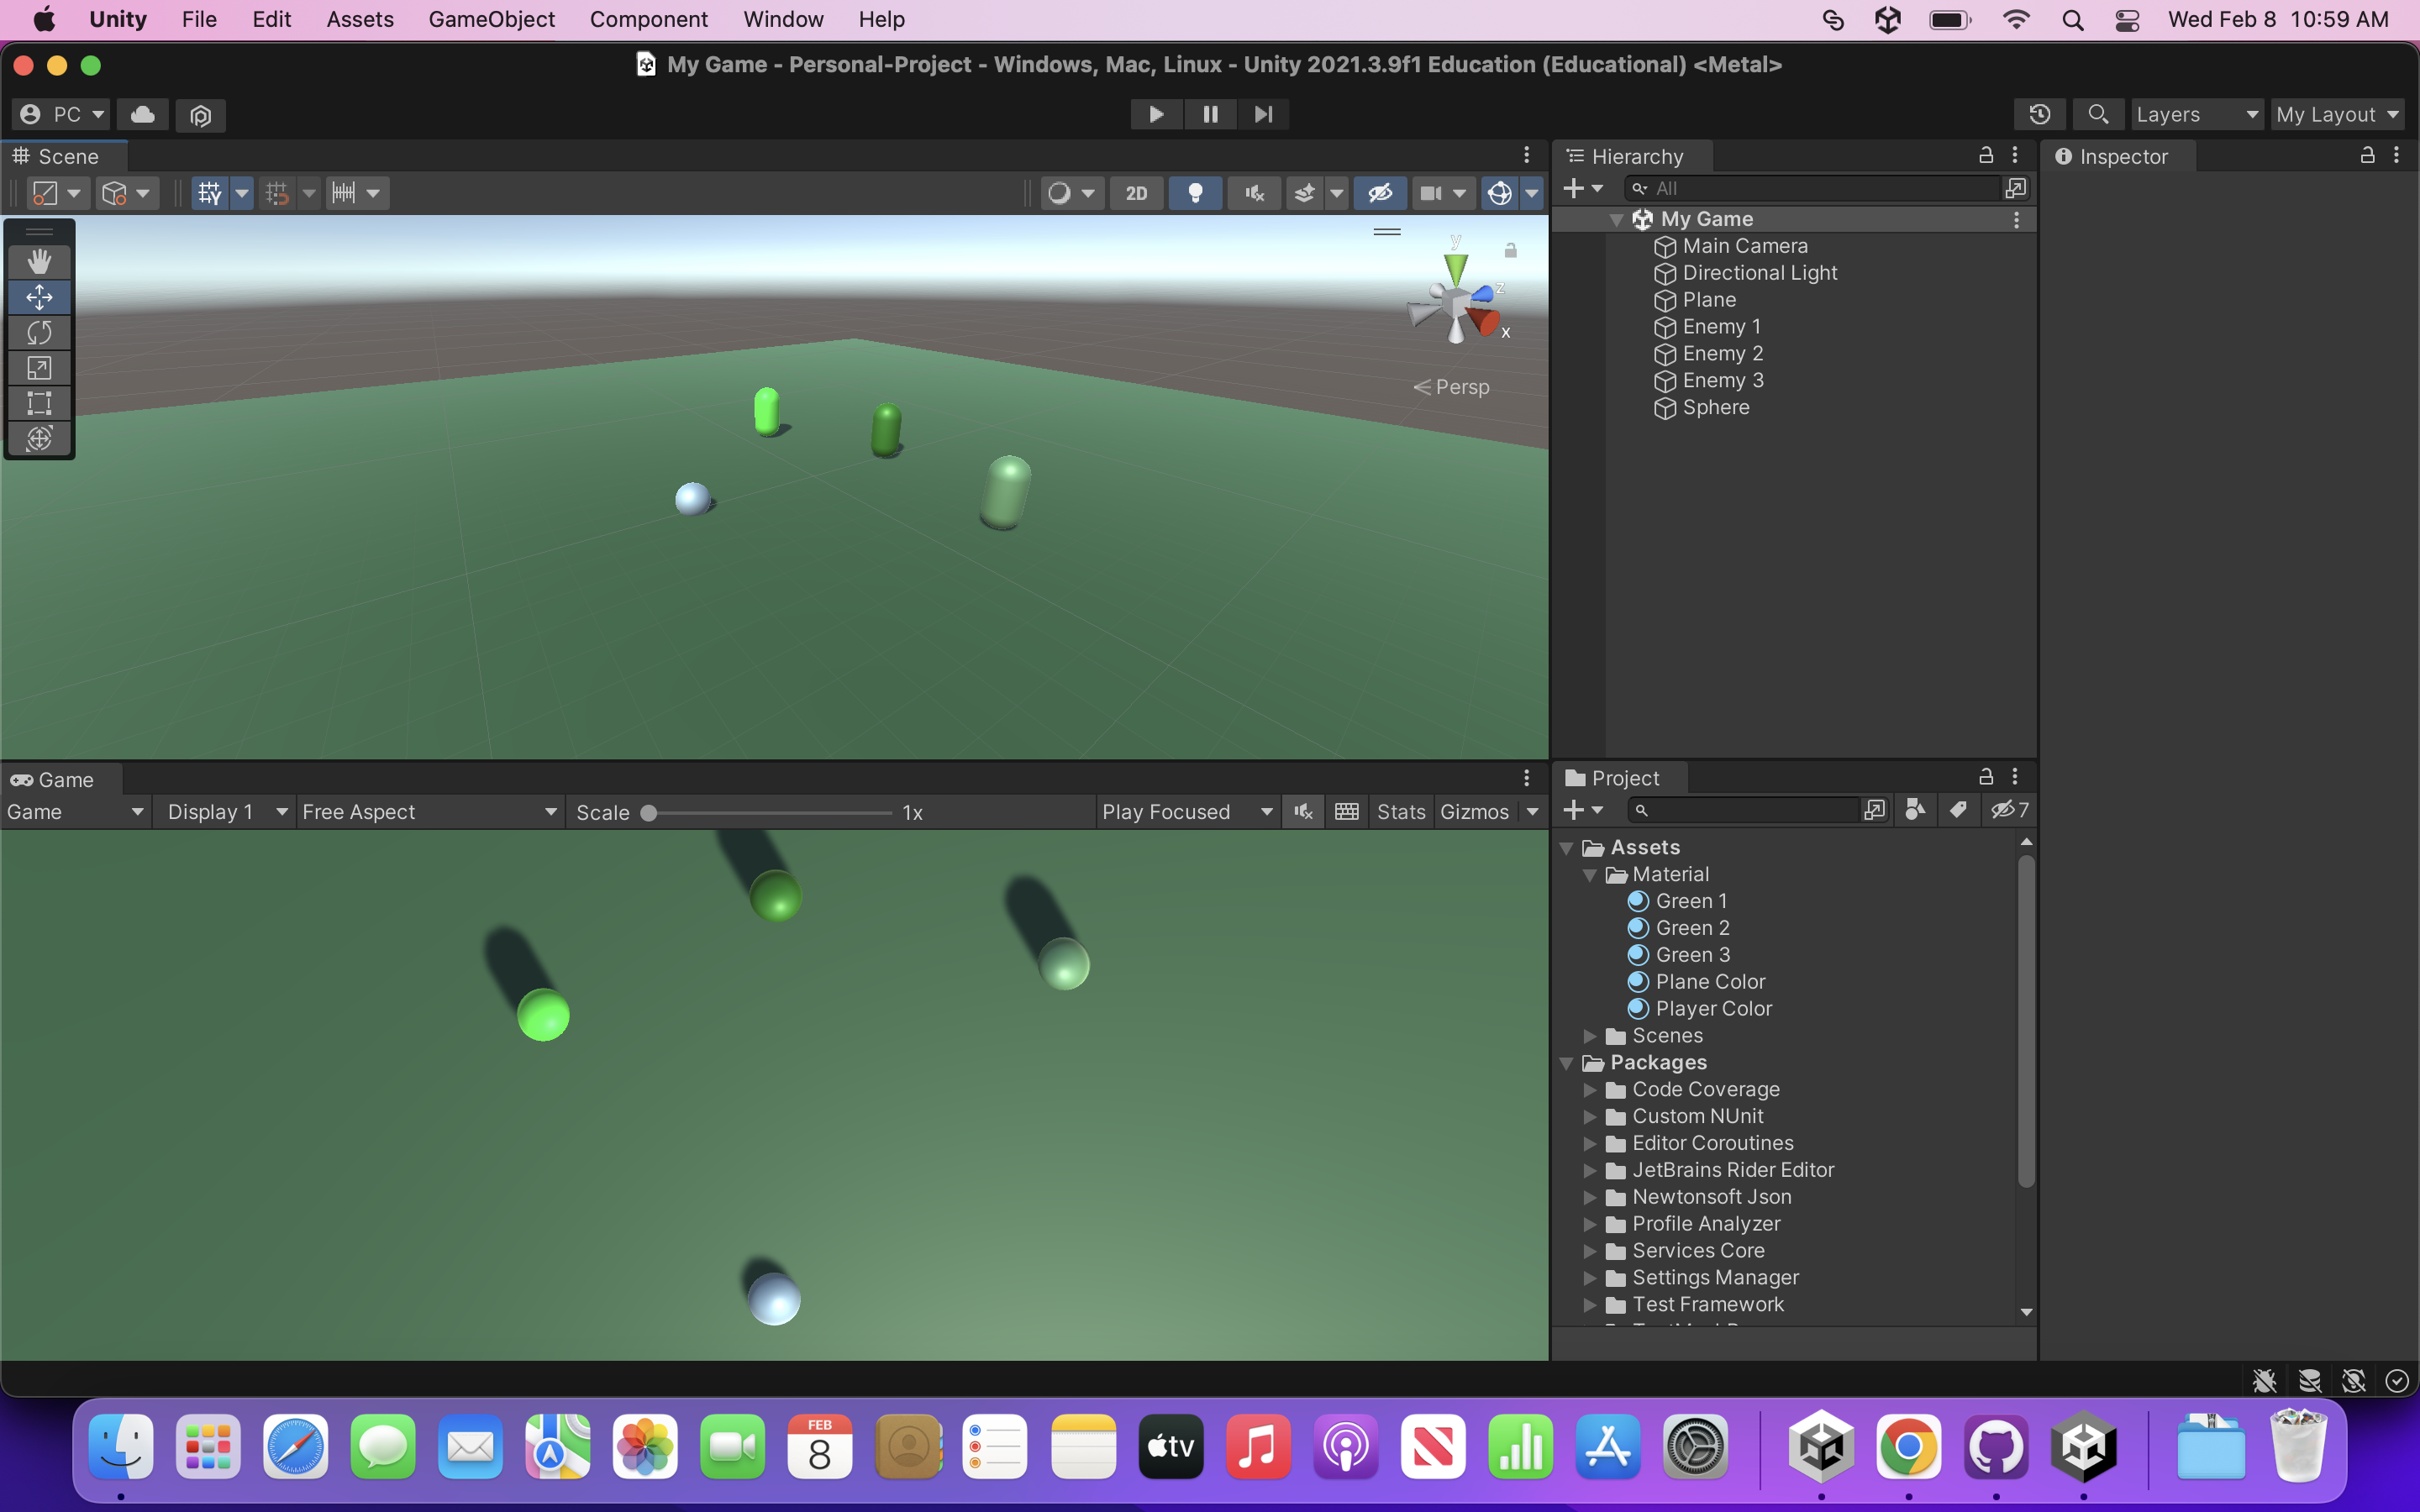 Unity File Edit Assets GameObject Component Window Help Wed Feb 8 10:59 AM
My Game - Personal-Project - Windows, Mac, Linux - Unity 2021.3.9f1 Education (Educational) <Metal>
PC Layers My Layout
Scene
2D
y
z
x
Persp
Hierarchy
All
My Game
Main Camera
Directional Light
Plane
Enemy 1
Enemy 2
Enemy 3
Sphere
Inspector
Game
Game Display 1 Free Aspect Scale 1x Play Focused Stats Gizmos
Project
7
Assets
Material
Green 1
Green 2
Green 3
Plane Color
Player Color
Scenes
Packages
Code Coverage
Custom NUnit
Editor Coroutines
JetBrains Rider Editor
Newtonsoft Json
Profile Analyzer
Services Core
Settings Manager
Test Framework
FEB
8
tv